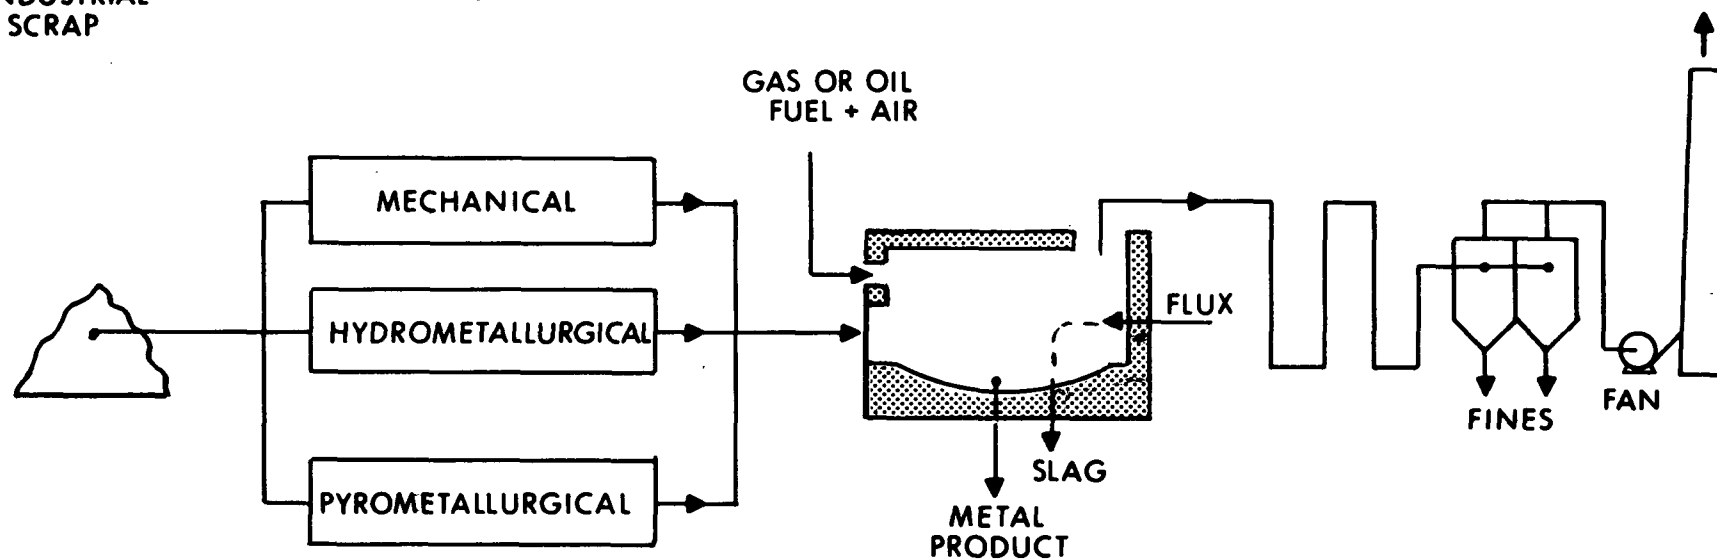 SCRAP
GAS OR OIL
FUEL + AIR
MECHANICAL
HYDROMETALLURGICAL
PYROMETALLURGICAL
FLUX
SLAG
METAL
PRODUCT
FINES
FAN